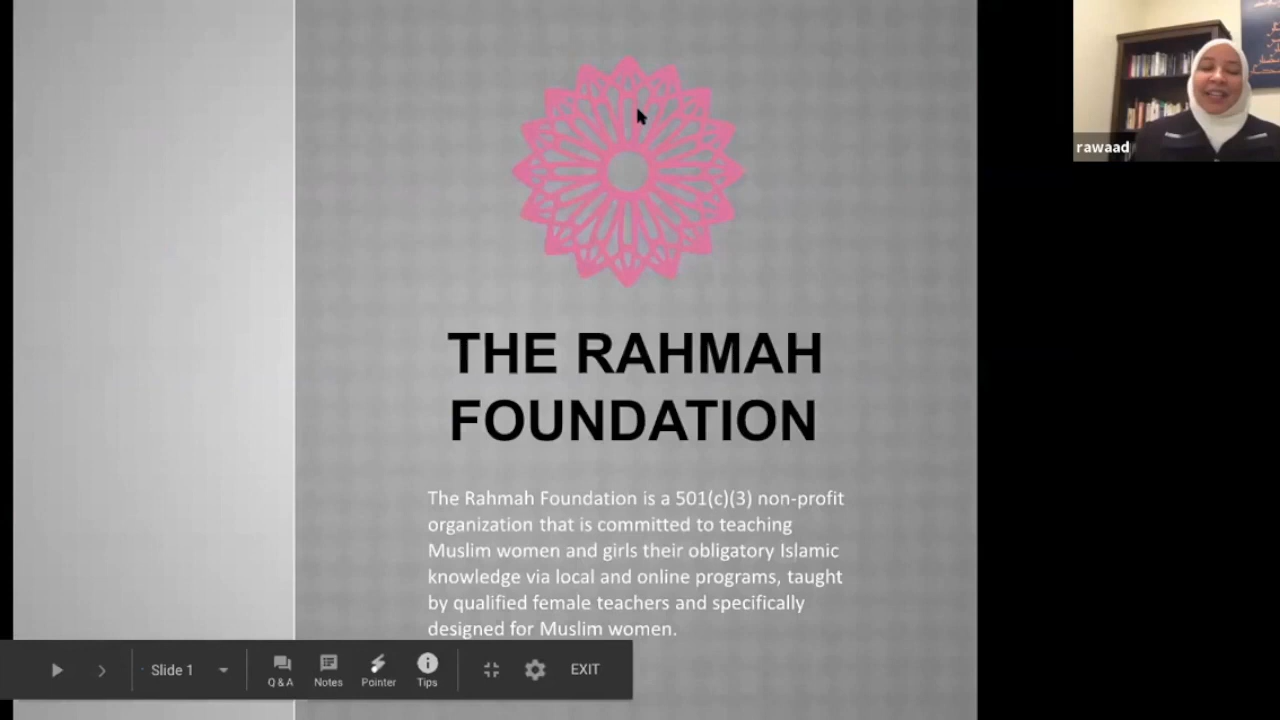 THE RAHMAH
FOUNDATION
The Rahmah Foundation is a 501(c)(3) non-profit
organization that is committed to teaching
Muslim women and girls their obligatory Islamic
knowledge via local and online programs, taught
by qualified female teachers and specifically
designed for Muslim women.
rawaad
Slide 1
Q & A
Notes
Pointer
Tips
EXIT